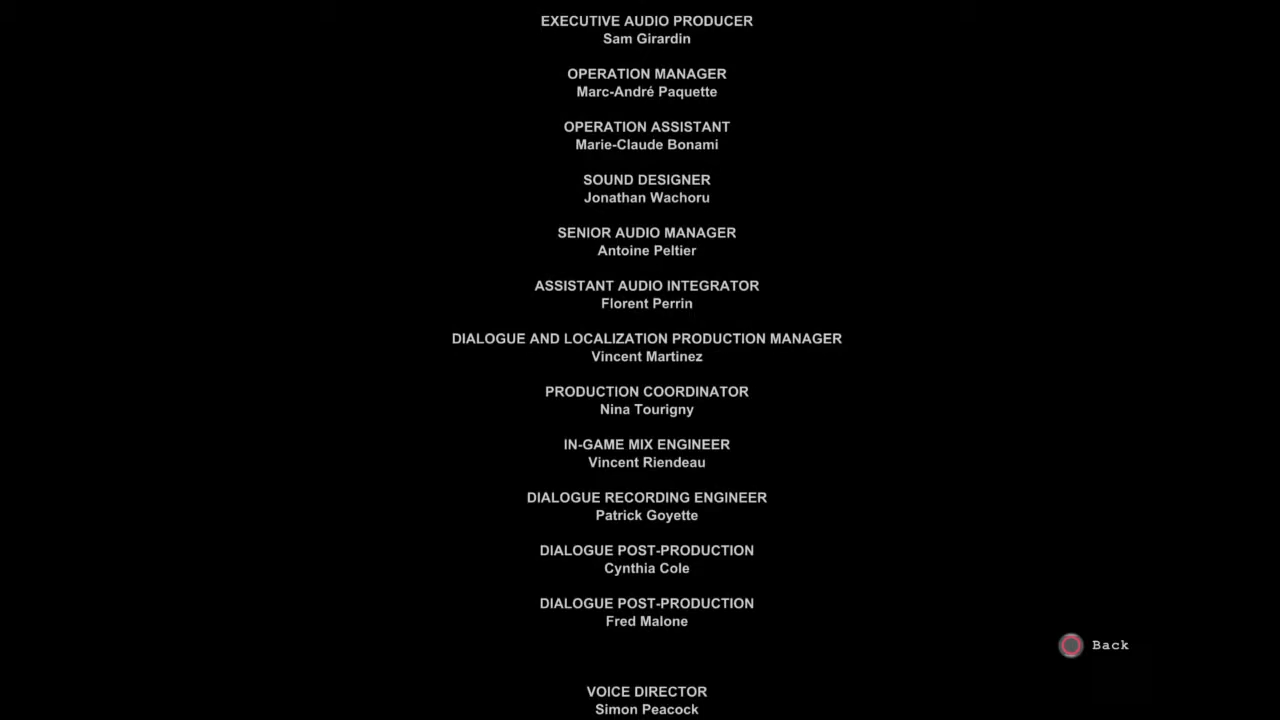 EXECUTIVE AUDIO PRODUCER
Sam Girardin
OPERATION MANAGER
Marc-André Paquette
OPERATION ASSISTANT
Marie-Claude Bonami
SOUND DESIGNER
Jonathan Wachoru
SENIOR AUDIO MANAGER
Antoine Peltier
ASSISTANT AUDIO INTEGRATOR
Florent Perrin
DIALOGUE AND LOCALIZATION PRODUCTION MANAGER
Vincent Martinez
PRODUCTION COORDINATOR
Nina Tourigny
IN-GAME MIX ENGINEER
Vincent Riendeau
DIALOGUE RECORDING ENGINEER
Patrick Goyette
DIALOGUE POST-PRODUCTION
Cynthia Cole
DIALOGUE POST-PRODUCTION
Fred Malone
Back
VOICE DIRECTOR
Simon Peacock